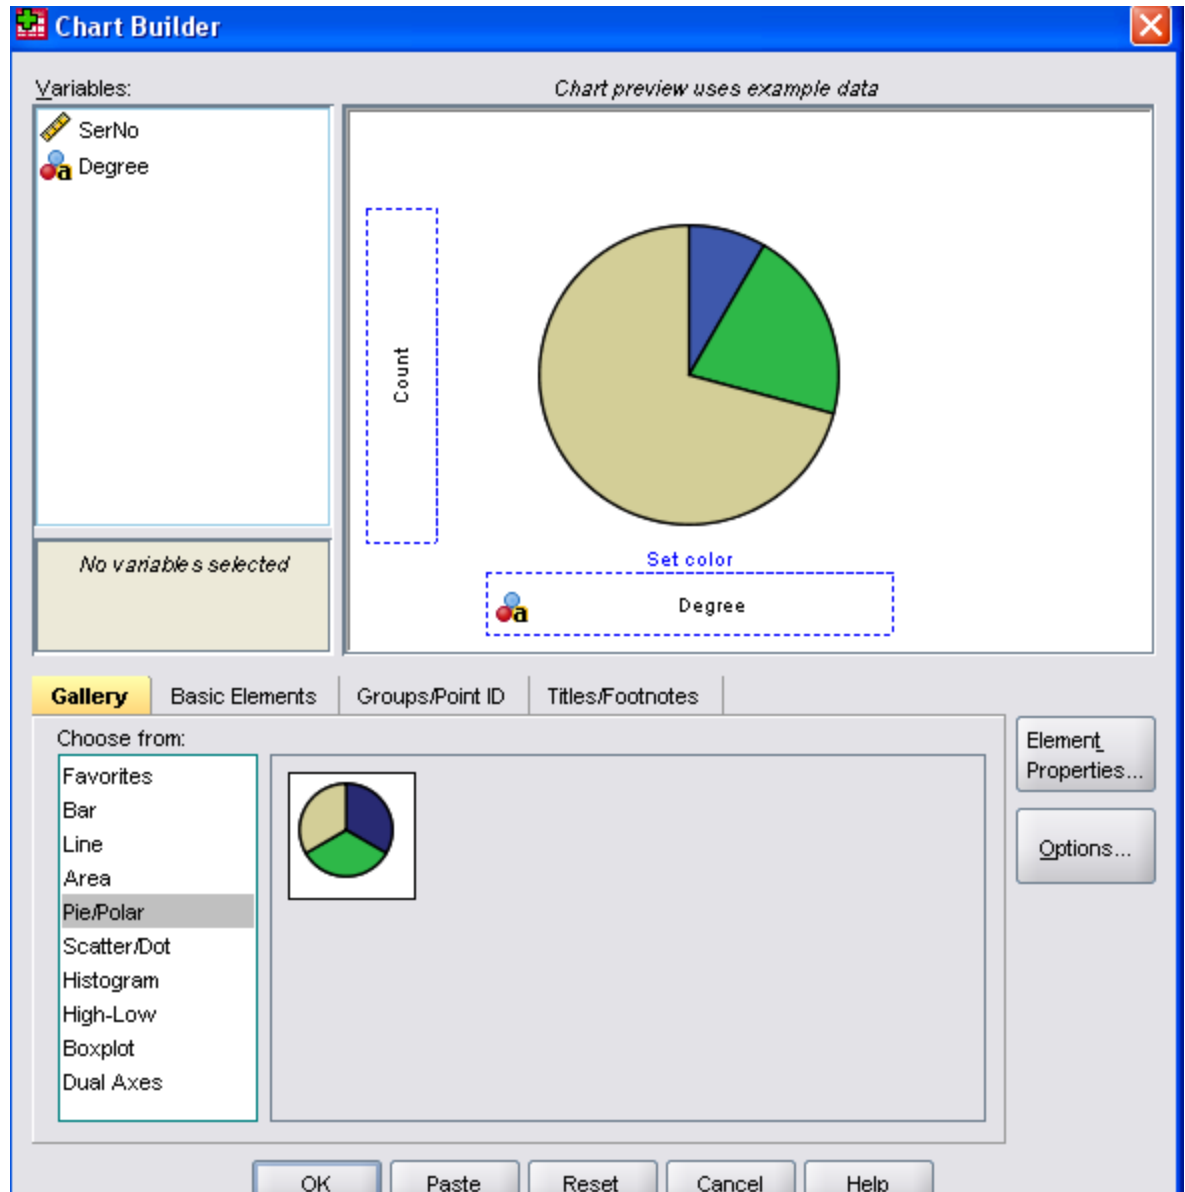 Chart Builder
Variables:
Chart preview uses example data
SerNo
a Degree
Count
No variables selected
Set color
a Degree
Gallery
Basic Elements
Groups/Point ID
Titles/Footnotes
Choose from:
Favorites
Bar
Line
Area
Pie/Polar
Scatter/Dot
Histogram
High-Low
Boxplot
Dual Axes
Element
Properties...
Options...
OK
Paste
Reset
Cancel
Help